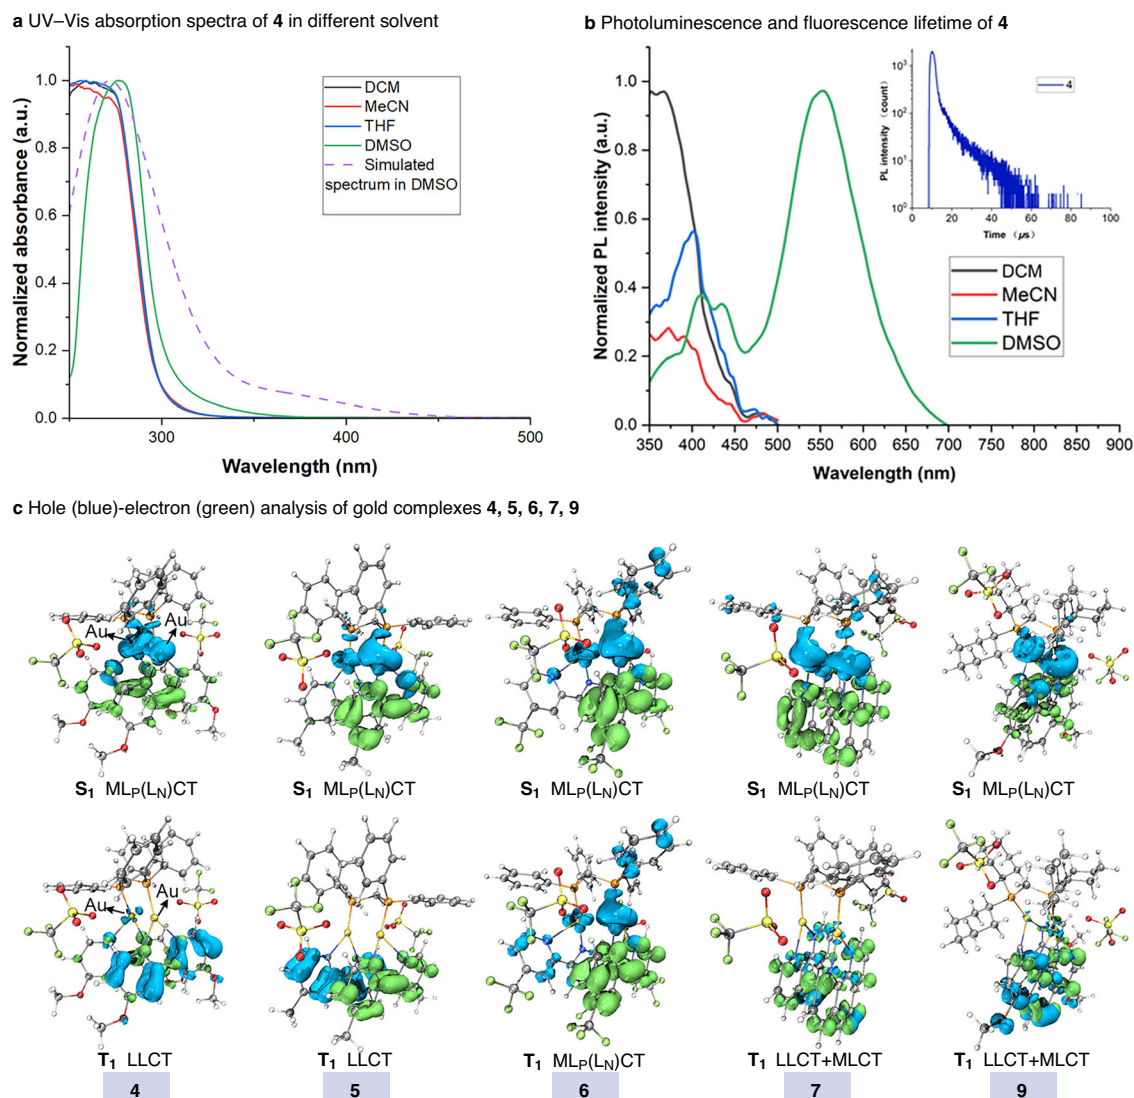 a UV–Vis absorption spectra of 4 in different solvent
Normalized absorbance (a.u.)
1.0
0.8
0.6
0.4
0.2
0.0
DCM
MeCN
THF
DMSO
Simulated
spectrum in DMSO
300
400
500
Wavelength (nm)
b Photoluminescence and fluorescence lifetime of 4
Normalized PL intensity (a.u.)
1.0
0.8
0.6
0.4
0.2
0.0
PL intensity (count)
10³
10²
10¹
10⁰
4
0
20
40
60
80
100
Time (μs)
DCM
MeCN
THF
DMSO
350
400
450
500
550
600
650
700
750
800
850
900
Wavelength (nm)
c Hole (blue)-electron (green) analysis of gold complexes 4, 5, 6, 7, 9
Au
Au
S₁ MLP(LN)CT
S₁ MLP(LN)CT
S₁ MLP(LN)CT
S₁ MLP(LN)CT
S₁ MLP(LN)CT
Au
Au
T₁ LLCT
T₁ LLCT
T₁ MLP(LN)CT
T₁ LLCT+MLCT
T₁ LLCT+MLCT
4
5
6
7
9